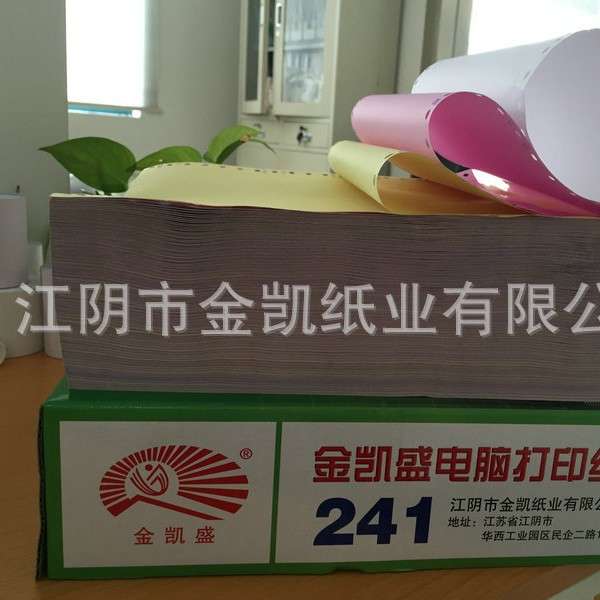 江阴市金凯纸业有限公
®
金凯盛
金凯盛电脑打印纸
241
江阴市金凯纸业有限公
地址：江苏省江阴市
华西工业园区民企二路